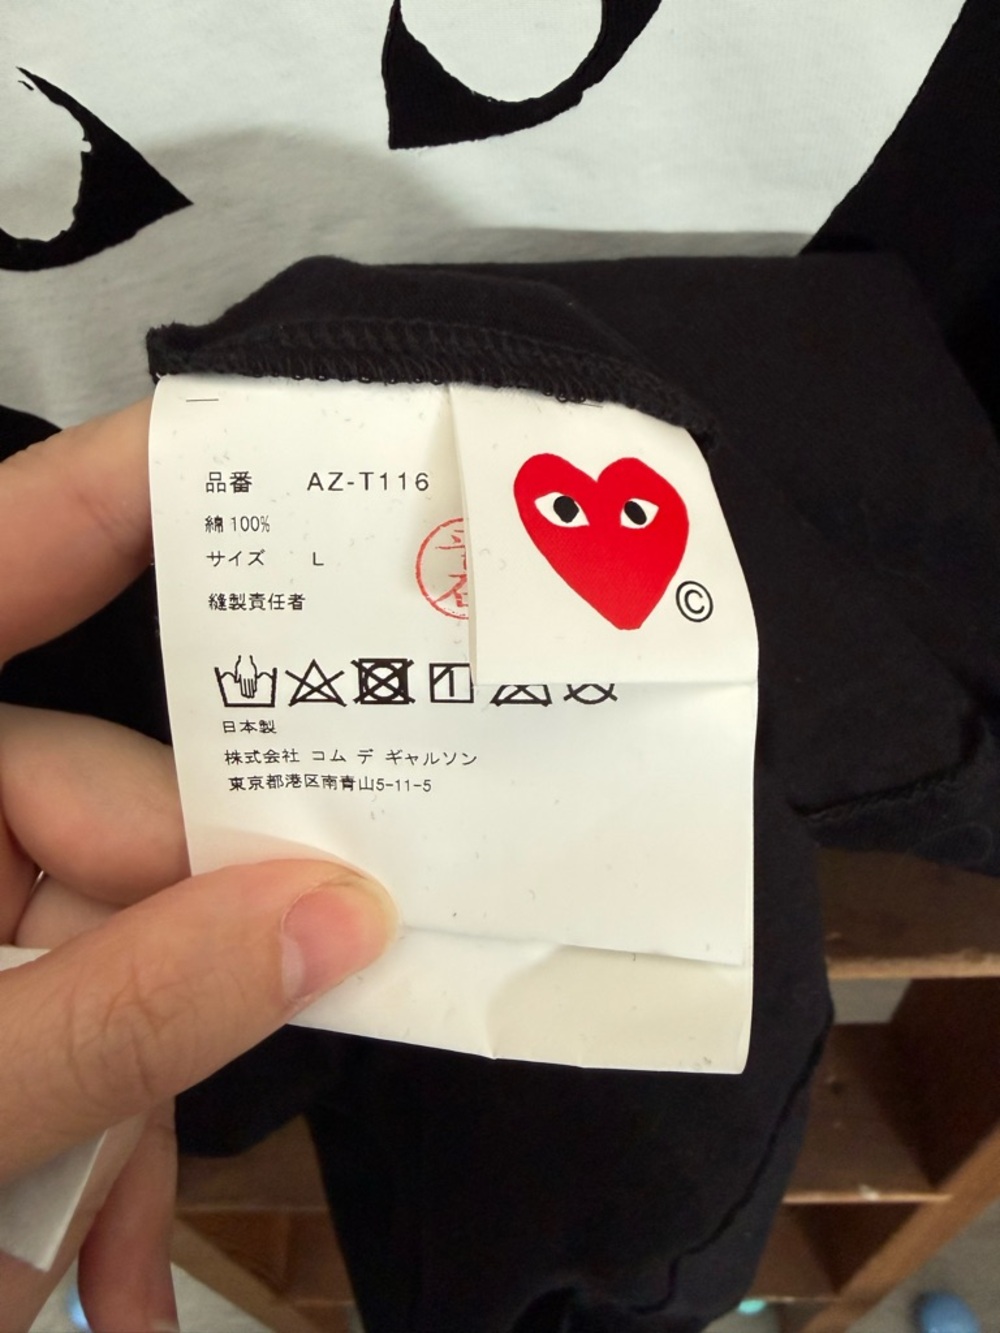 品番 AZ-T116
綿 100%
サイズ L
縫製責任者
日本製
株式会社 コム デ ギャルソン
東京都港区南青山5-11-5
©